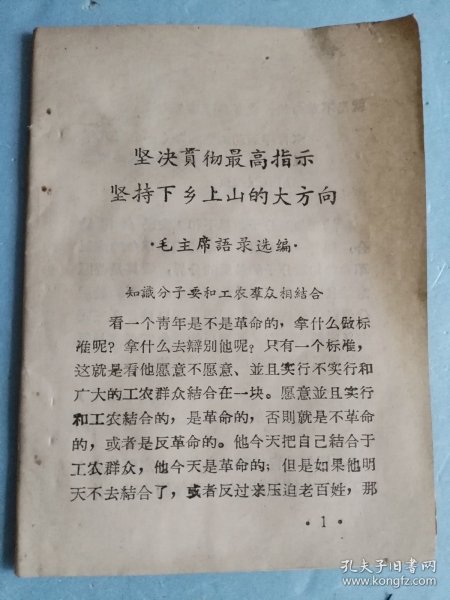 坚决貫彻最高指示
坚持下乡上山的大方向
·毛主席語录选編·
知識分子要和工农羣众相結合
看一个青年是不是革命的，拿什么做标
准呢？拿什么去辯別他呢？只有一个标准，
这就是看他愿意不愿意、並且实行不实行和
广大的工农群众結合在一块。愿意並且实行
和工农結合的，是革命的，否則就是不革命
的，或者是反革命的。他今天把自己結合于
工农群众，他今天是革命的；但是如果他明
天不去結合了，或者反过来压迫老百姓，那
·1·
孔夫子旧书网
www.kongfz.com